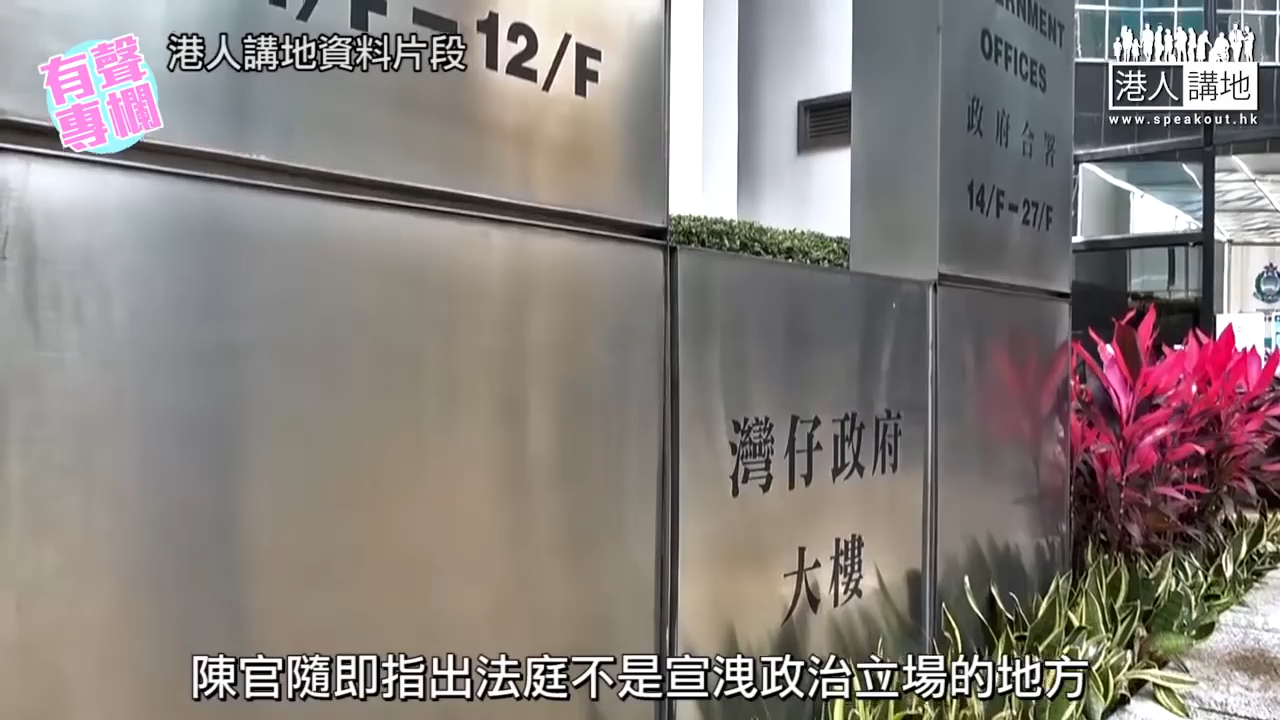 有聲
專欄
港人講地資料片段
12/F
OFFICES
政府合署
14/F－27/F
港人講地
www.speakout.hk
灣仔政府
大樓
陳官隨即指出法庭不是宣洩政治立場的地方